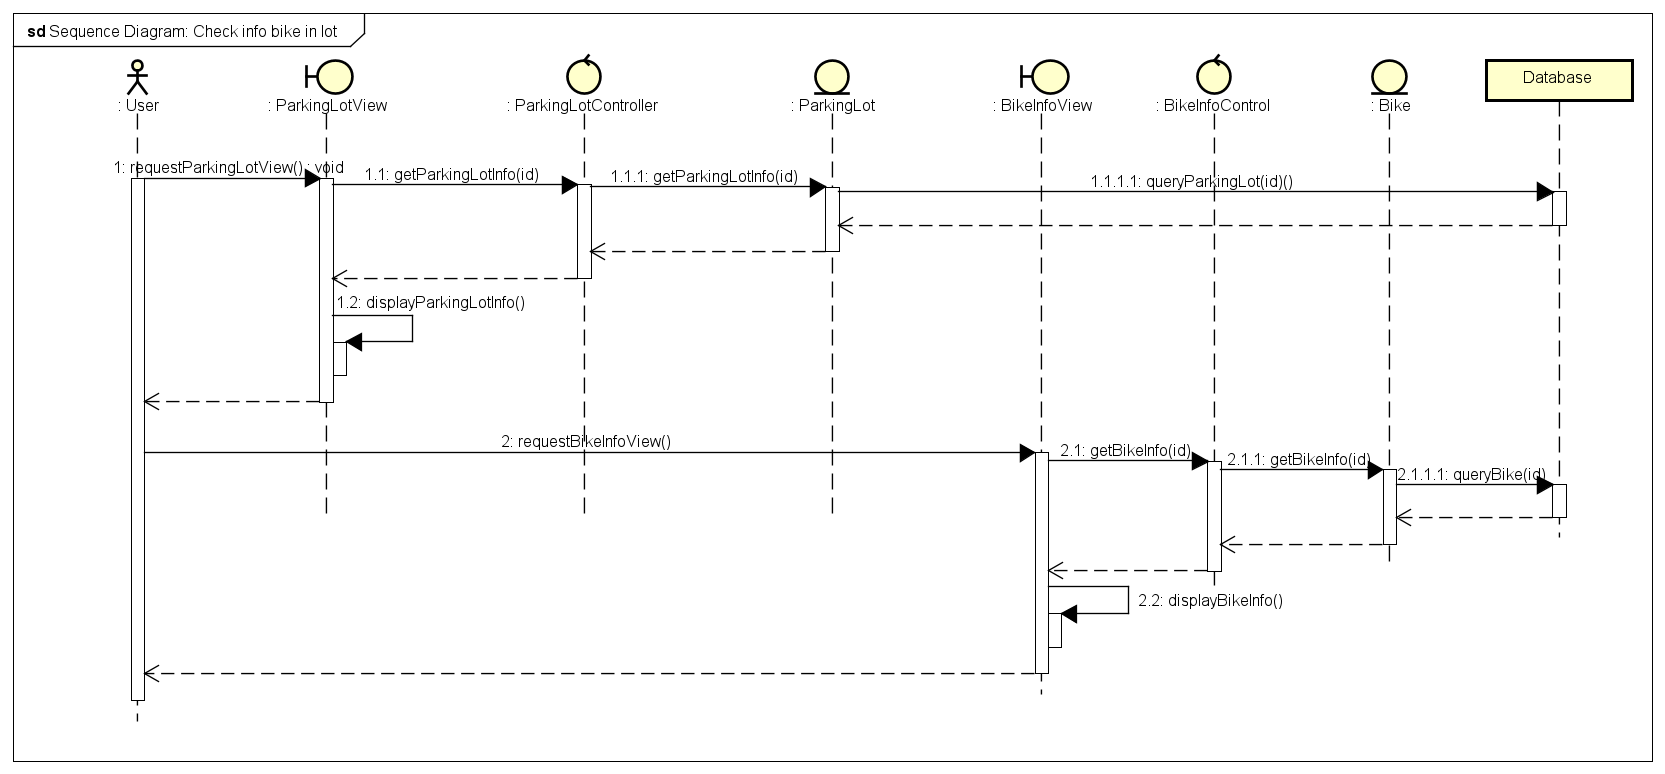 sd Sequence Diagram: Check info bike in lot
: User
: ParkingLotView
: ParkingLotController
: ParkingLot
: BikeInfoView
: BikeInfoControl
: Bike
Database
1: requestParkingLotView() : void
1.1: getParkingLotInfo(id)
1.1.1: getParkingLotInfo(id)
1.1.1.1: queryParkingLot(id)()
1.2: displayParkingLotInfo()
2: requestBikeInfoView()
2.1: getBikeInfo(id)
2.1.1: getBikeInfo(id)
2.1.1.1: queryBike(id)
2.2: displayBikeInfo()